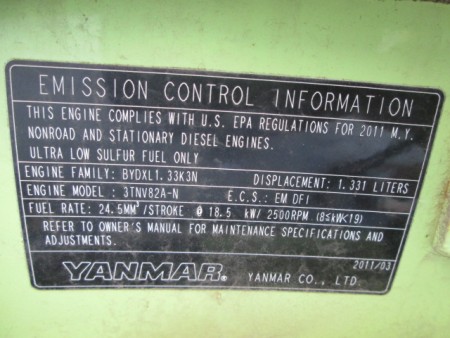 EMISSION CONTROL INFORMATION
THIS ENGINE COMPLIES WITH U.S. EPA REGULATIONS FOR 2011 M.Y.
NONROAD AND STATIONARY DIESEL ENGINES.
ULTRA LOW SULFUR FUEL ONLY
ENGINE FAMILY: BYDXL1.33K3N DISPLACEMENT: 1.331 LITERS
ENGINE MODEL: 3TNV82A-N E.C.S.: EM DFI
FUEL RATE: 24.5MM³/STROKE @ 18.5 kW/ 2500RPM (8≤kW<19)
REFER TO OWNER'S MANUAL FOR MAINTENANCE SPECIFICATIONS AND
ADJUSTMENTS.
2011/03
YANMAR® YANMAR CO., LTD.